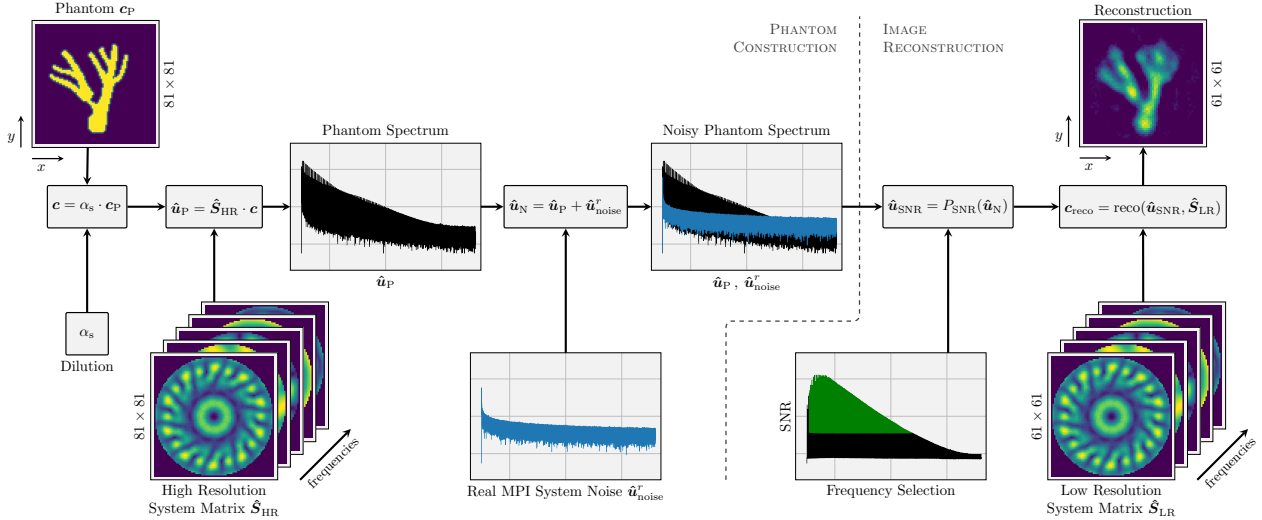 Phantom c_P
81 × 81
y
x
c = α_s · c_P
α_s
Dilution
û_P = Ŝ_HR · c
81 × 81
frequencies
High Resolution
System Matrix Ŝ_HR
Phantom Spectrum
û_P
û_N = û_P + û^r_noise
Real MPI System Noise û^r_noise
Noisy Phantom Spectrum
û_P , û^r_noise
PHANTOM
CONSTRUCTION
IMAGE
RECONSTRUCTION
û_SNR = P_SNR(û_N)
SNR
Frequency Selection
Reconstruction
61 × 61
y
x
c_reco = reco(û_SNR, Ŝ_LR)
61 × 61
frequencies
Low Resolution
System Matrix Ŝ_LR